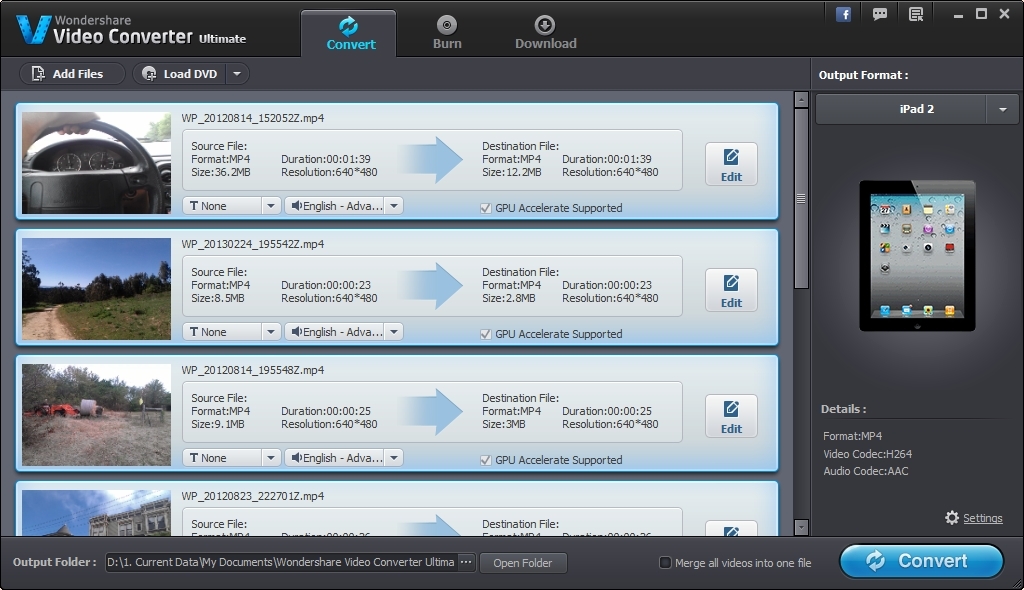 Wondershare
Video Converter Ultimate
Convert
Burn
Download
Add Files
Load DVD
Output Format :
iPad 2
WP_20120814_152052Z.mp4
Source File:
Format:MP4 Duration:00:01:39
Size:36.2MB Resolution:640*480
Destination File:
Format:MP4 Duration:00:01:39
Size:12.2MB Resolution:640*480
Edit
T None
English - Adva...
GPU Accelerate Supported
WP_20130224_195542Z.mp4
Source File:
Format:MP4 Duration:00:00:23
Size:8.5MB Resolution:640*480
Destination File:
Format:MP4 Duration:00:00:23
Size:2.8MB Resolution:640*480
Edit
T None
English - Adva...
GPU Accelerate Supported
WP_20120814_195548Z.mp4
Source File:
Format:MP4 Duration:00:00:25
Size:9.1MB Resolution:640*480
Destination File:
Format:MP4 Duration:00:00:25
Size:3MB Resolution:640*480
Edit
T None
English - Adva...
GPU Accelerate Supported
WP_20120823_222701Z.mp4
Source File:
Destination File:
Details :
Format:MP4
Video Codec:H264
Audio Codec:AAC
Settings
Output Folder :
D:\1. Current Data\My Documents\Wondershare Video Converter Ultima
...
Open Folder
Merge all videos into one file
Convert